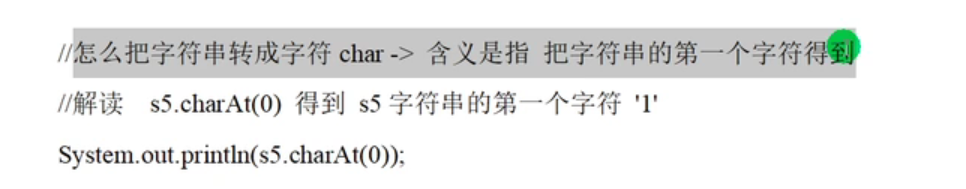 //怎么把字符串转成字符 char -> 含义是指 把字符串的第一个字符得到
//解读 s5.charAt(0) 得到 s5 字符串的第一个字符 '1'
System.out.println(s5.charAt(0));